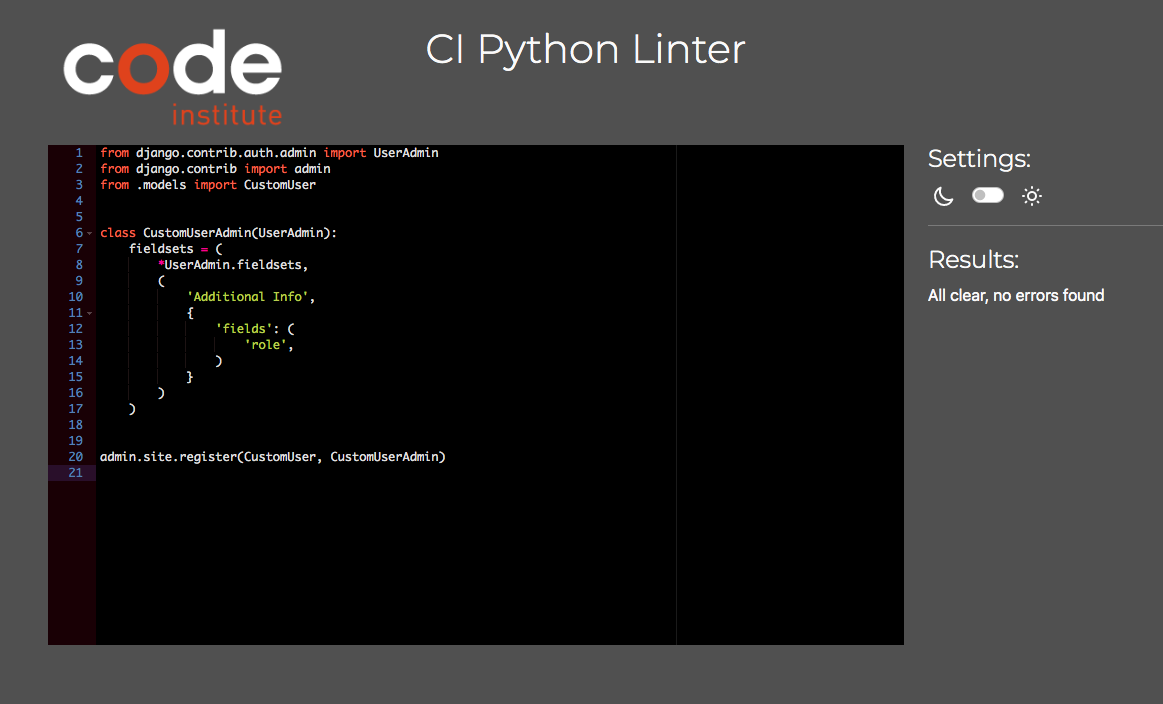 code
institute
CI Python Linter
1 from django.contrib.auth.admin import UserAdmin
2 from django.contrib import admin
3 from .models import CustomUser
4
5
6 class CustomUserAdmin(UserAdmin):
7     fieldsets = (
8         *UserAdmin.fieldsets,
9         (
10             'Additional Info',
11             {
12                 'fields': (
13                     'role',
14                 )
15             }
16         )
17     )
18
19
20 admin.site.register(CustomUser, CustomUserAdmin)
21
Settings:
Results:
All clear, no errors found